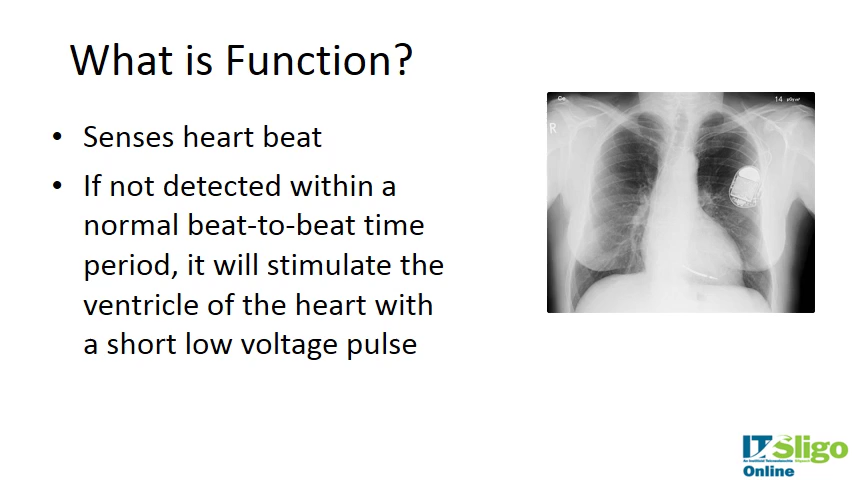 What is Function?
• Senses heart beat
• If not detected within a
normal beat-to-beat time
period, it will stimulate the
ventricle of the heart with
a short low voltage pulse
R
14
ITSligo
Online